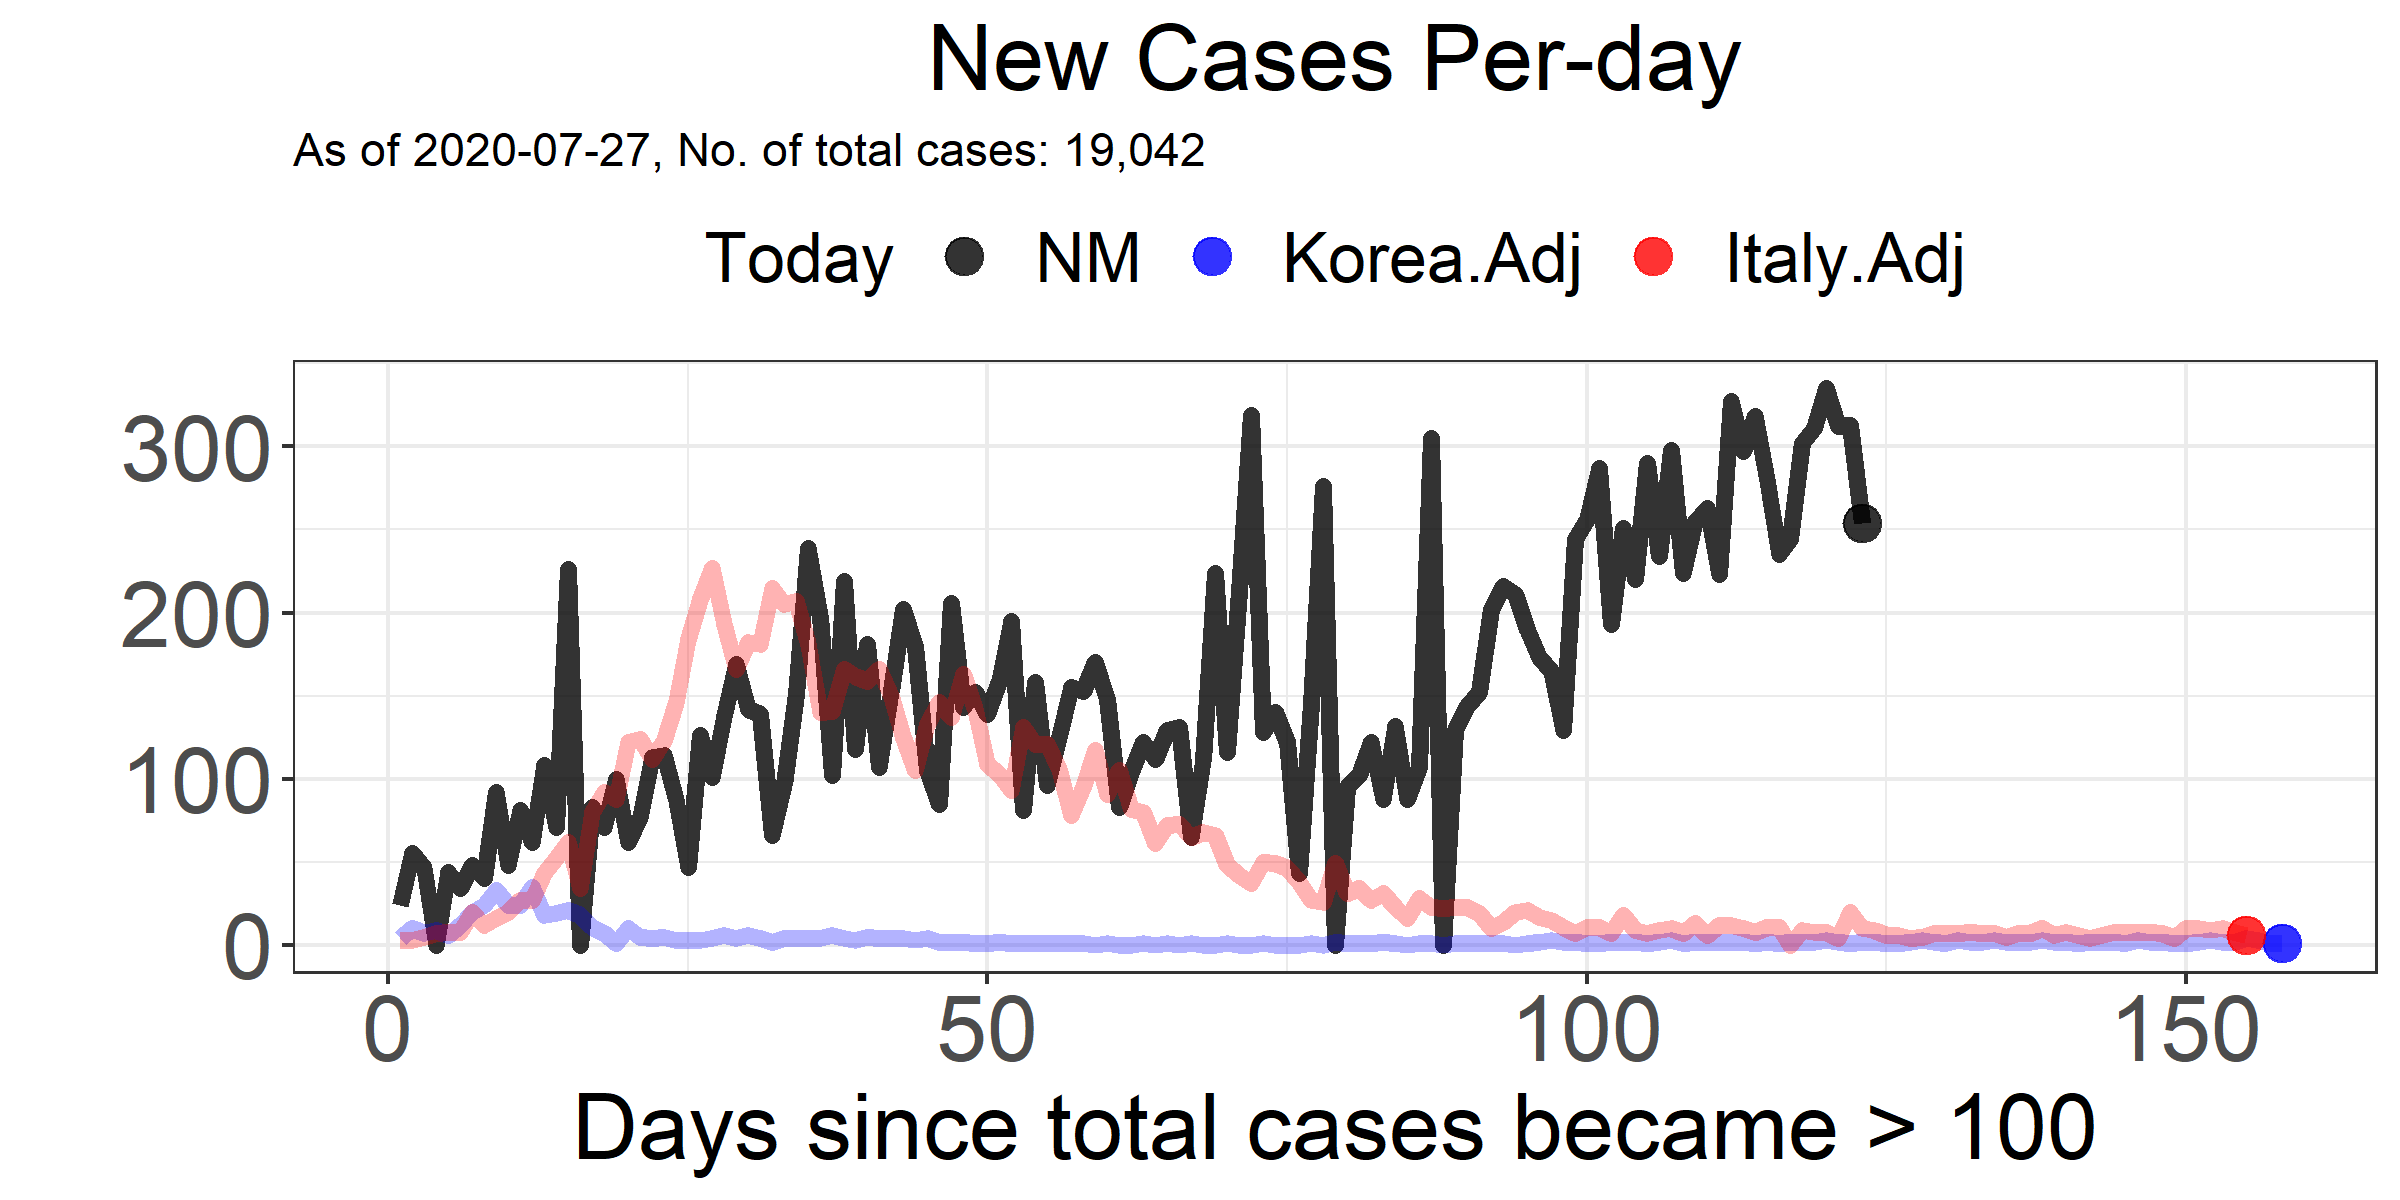 New Cases Per-day
As of 2020-07-27, No. of total cases: 19,042
Today NM Korea.Adj Italy.Adj
300
200
100
0
0 50 100 150
Days since total cases became > 100